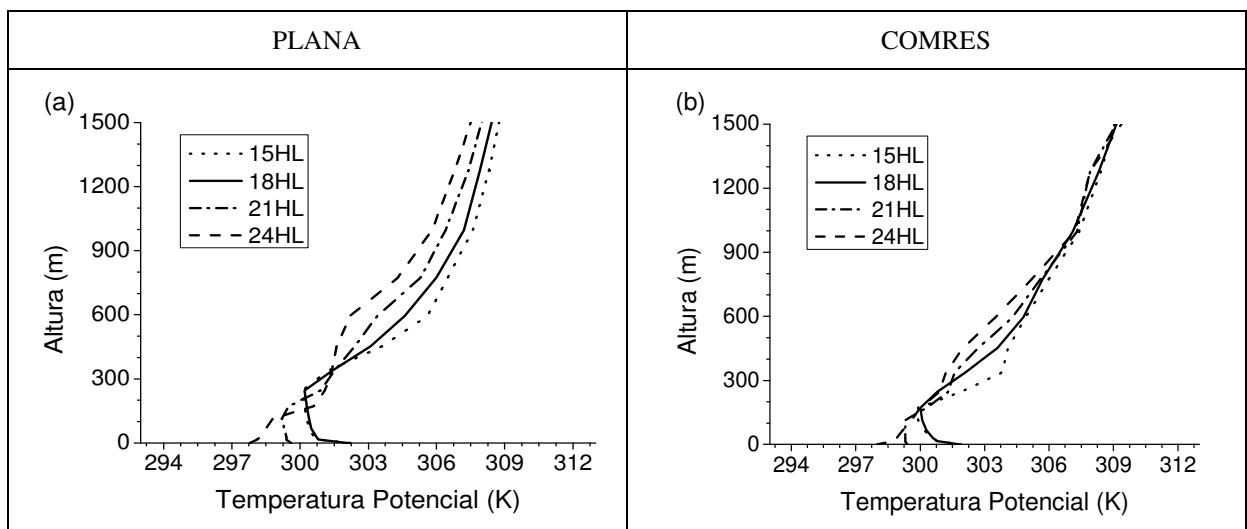 PLANA
COMRES
(a)
1500
1200
900
600
300
0
Altura (m)
15HL
18HL
21HL
24HL
294 297 300 303 306 309 312
Temperatura Potencial (K)
(b)
1500
1200
900
600
300
0
Altura (m)
15HL
18HL
21HL
24HL
294 297 300 303 306 309 312
Temperatura Potencial (K)